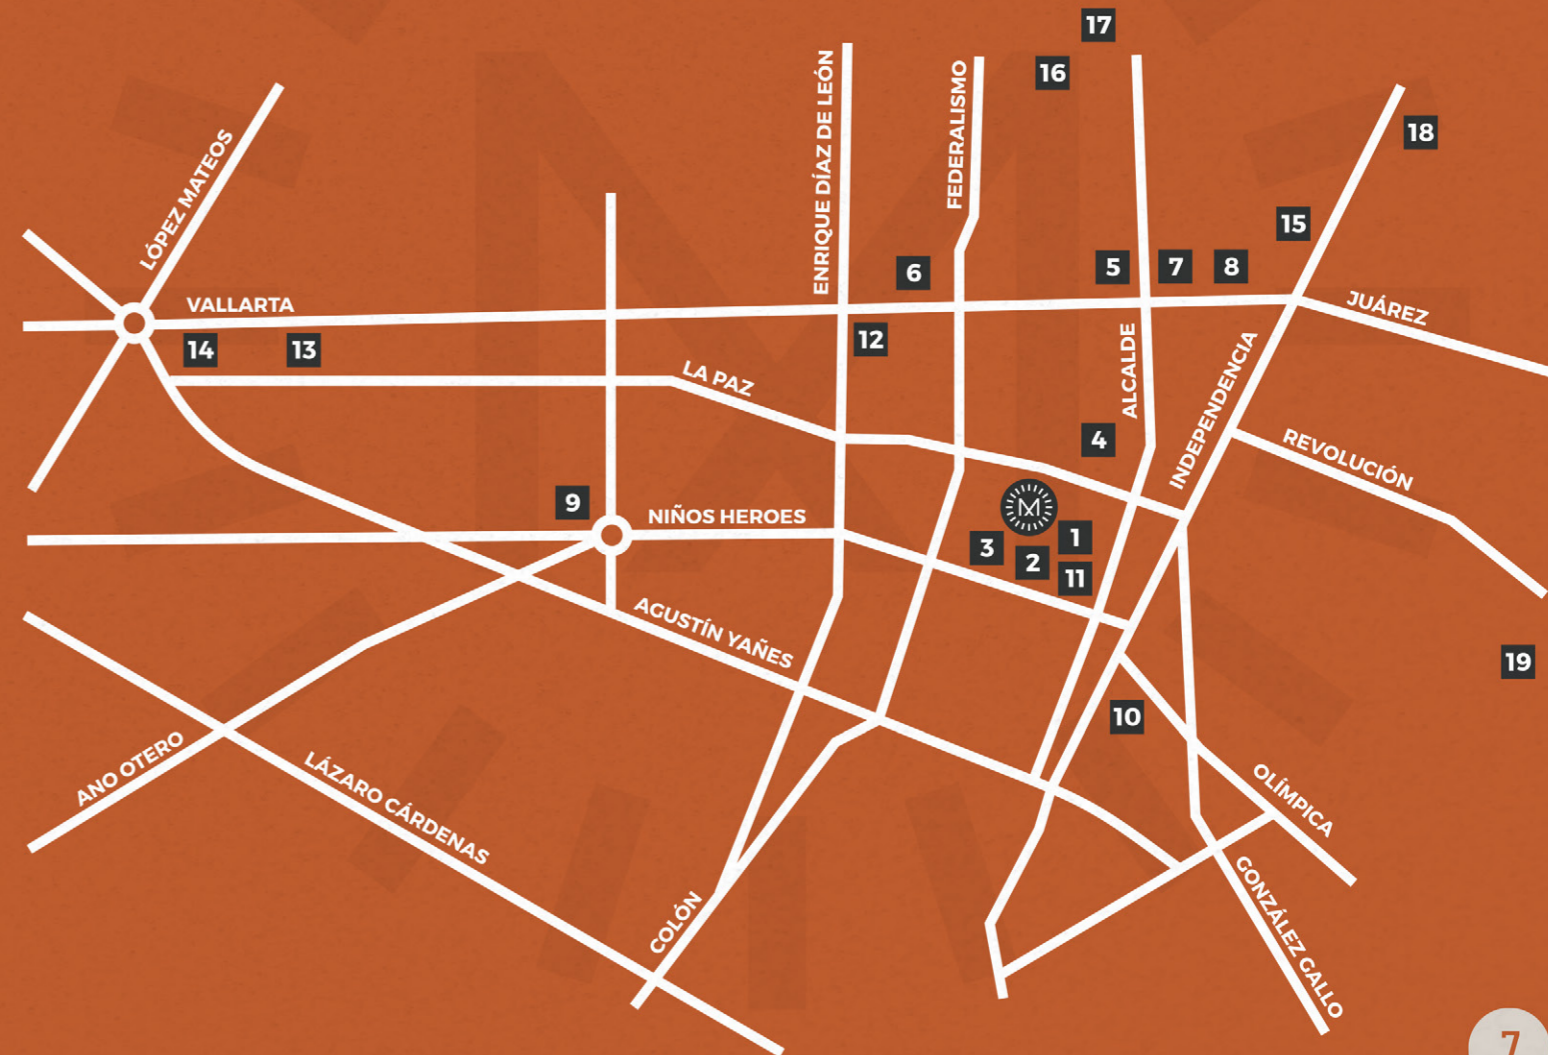 17
16
ENRIQUE DÍAZ DE LEÓN
FEDERALISMO
18
LÓPEZ MATEOS
15
6
5
7
8
VALLARTA
JUÁREZ
14
13
12
ALCALDE
INDEPENDENCIA
LA PAZ
4
REVOLUCIÓN
9
NIÑOS HEROES
M
3
1
2
11
AGUSTÍN YAÑES
19
10
ANO OTERO
LÁZARO CÁRDENAS
OLÍMPICA
COLÓN
GONZÁLEZ GALLO
7